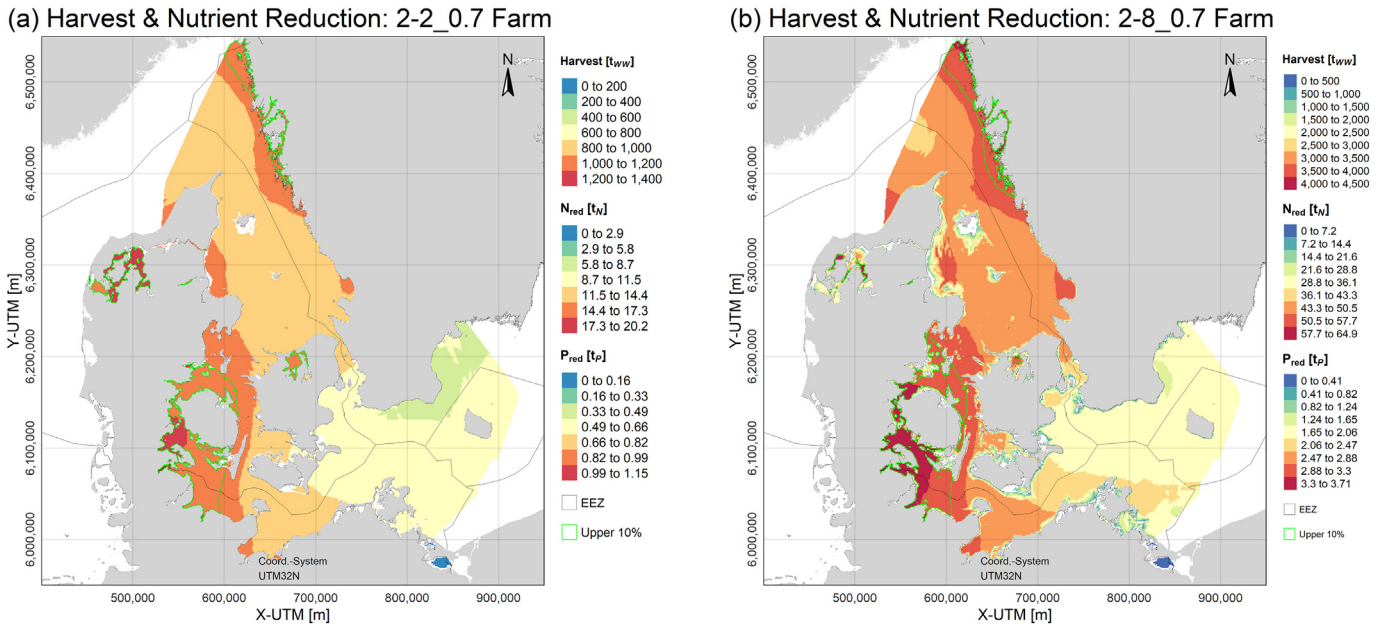 (a) Harvest & Nutrient Reduction: 2-2_0.7 Farm
Y-UTM [m]
6,500,000
6,400,000
6,300,000
6,200,000
6,100,000
6,000,000
N
Coord.-System
UTM32N
500,000 600,000 700,000 800,000 900,000
X-UTM [m]
Harvest [tWW]
0 to 200
200 to 400
400 to 600
600 to 800
800 to 1,000
1,000 to 1,200
1,200 to 1,400
Nred [tN]
0 to 2.9
2.9 to 5.8
5.8 to 8.7
8.7 to 11.5
11.5 to 14.4
14.4 to 17.3
17.3 to 20.2
Pred [tP]
0 to 0.16
0.16 to 0.33
0.33 to 0.49
0.49 to 0.66
0.66 to 0.82
0.82 to 0.99
0.99 to 1.15
EEZ
Upper 10%
(b) Harvest & Nutrient Reduction: 2-8_0.7 Farm
Y-UTM [m]
6,500,000
6,400,000
6,300,000
6,200,000
6,100,000
6,000,000
N
Coord.-System
UTM32N
500,000 600,000 700,000 800,000 900,000
X-UTM [m]
Harvest [tWW]
0 to 500
500 to 1,000
1,000 to 1,500
1,500 to 2,000
2,000 to 2,500
2,500 to 3,000
3,000 to 3,500
3,500 to 4,000
4,000 to 4,500
Nred [tN]
0 to 7.2
7.2 to 14.4
14.4 to 21.6
21.6 to 28.8
28.8 to 36.1
36.1 to 43.3
43.3 to 50.5
50.5 to 57.7
57.7 to 64.9
Pred [tP]
0 to 0.41
0.41 to 0.82
0.82 to 1.24
1.24 to 1.65
1.65 to 2.06
2.06 to 2.47
2.47 to 2.88
2.88 to 3.3
3.3 to 3.71
EEZ
Upper 10%